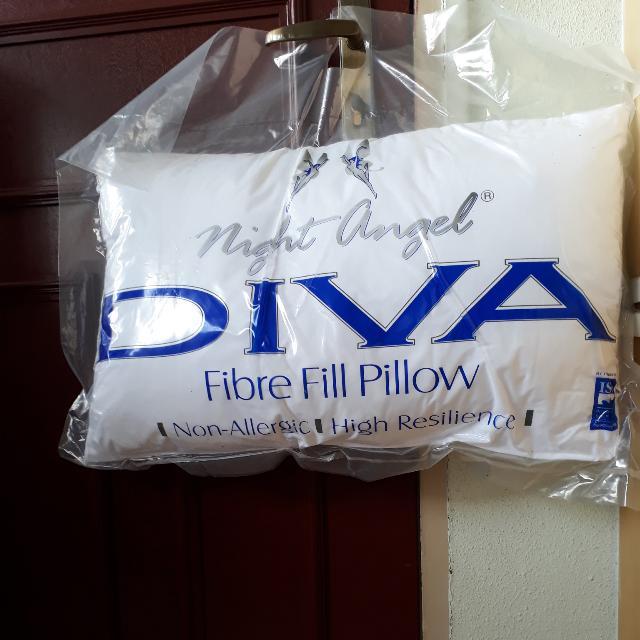 Night Angel®
DIVA
Fibre Fill Pillow
Non-Allergic | High Resilience